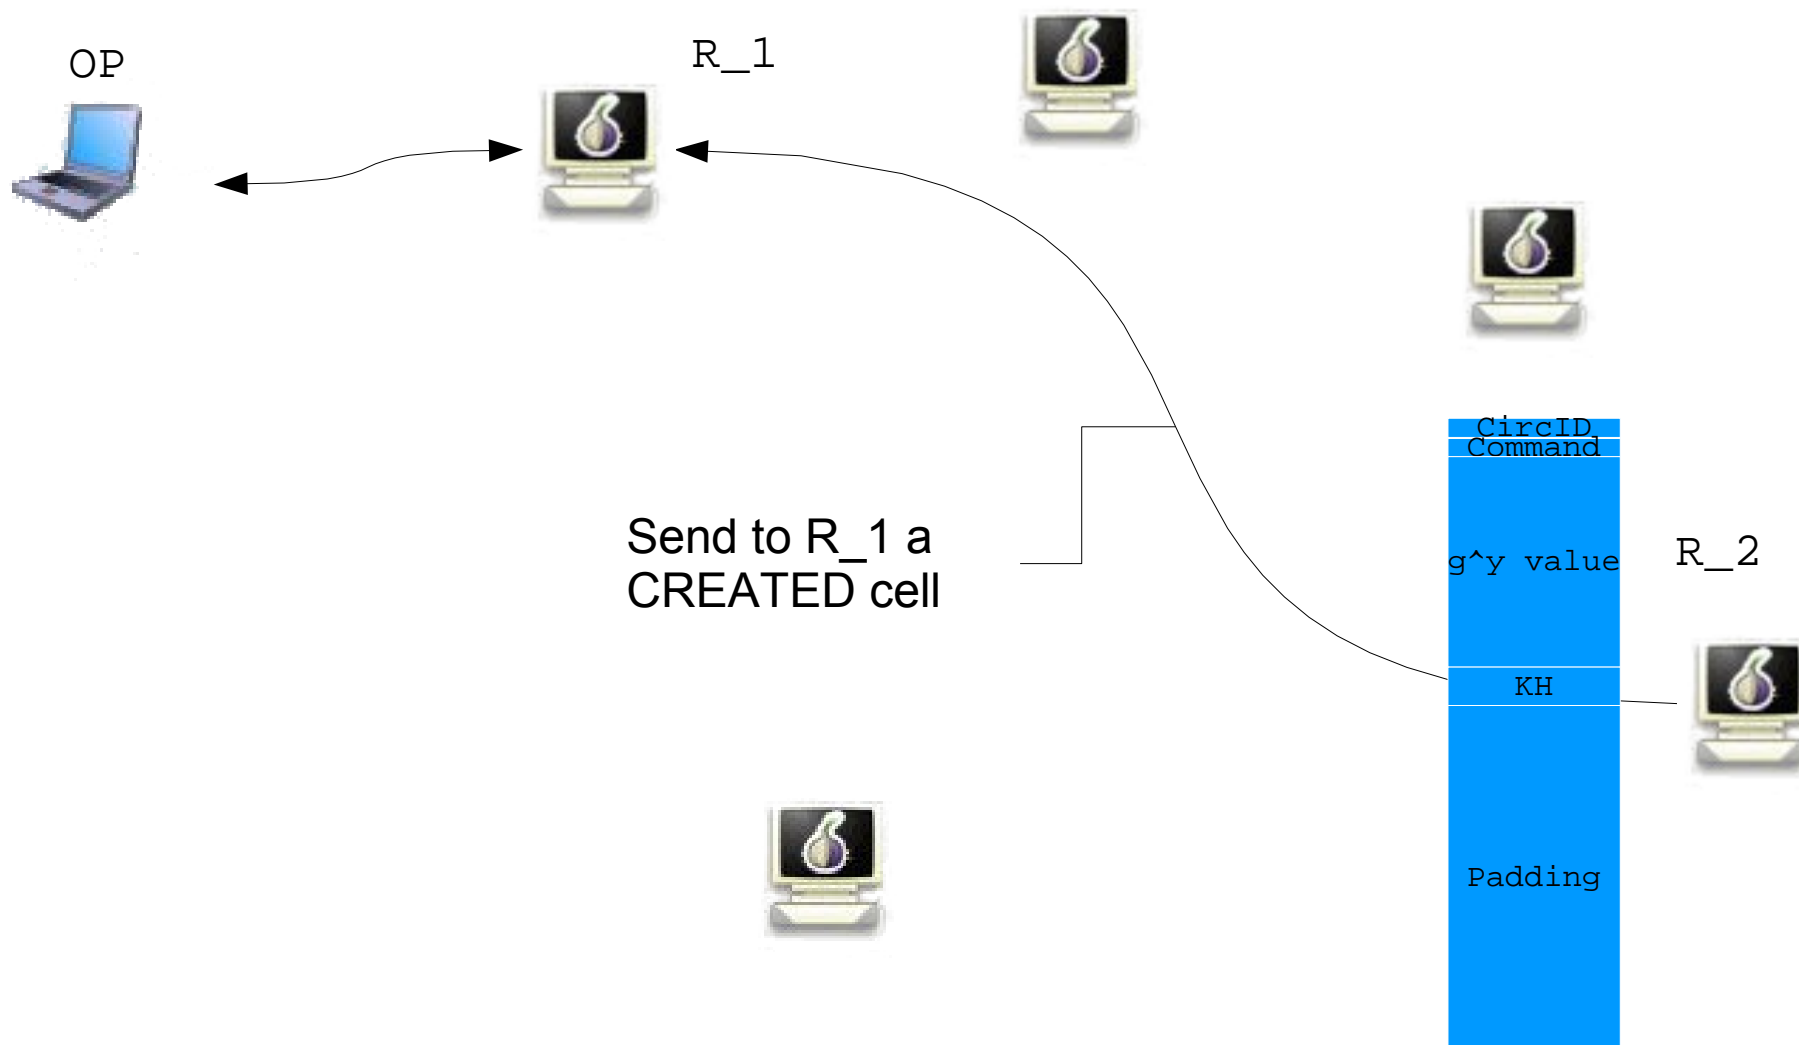 OP
R_1
Send to R_1 a
CREATED cell
CircID
Command
g^y value
KH
Padding
R_2